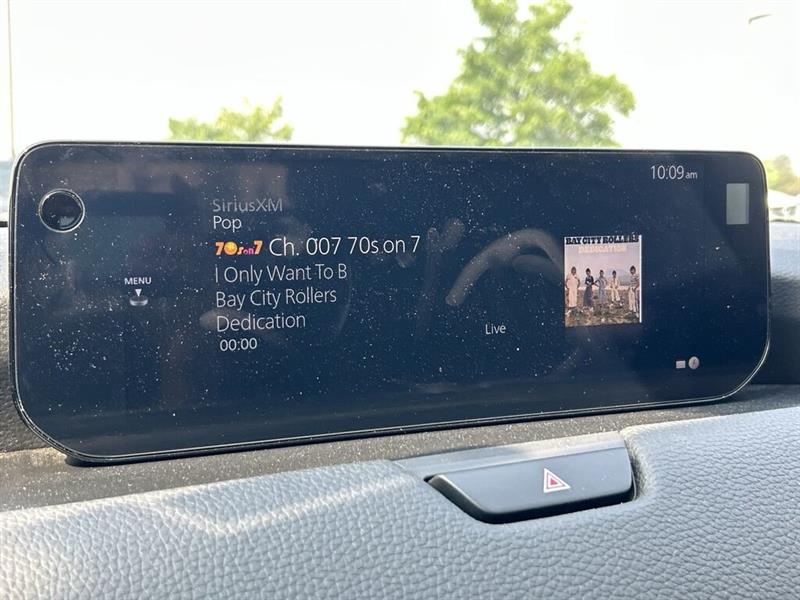 10:09 am
SiriusXM
Pop
70s on 7 Ch. 007 70s on 7
I Only Want To B
Bay City Rollers
Dedication
00:00
MENU
Live
BAY CITY ROLLERS
DEDICATION